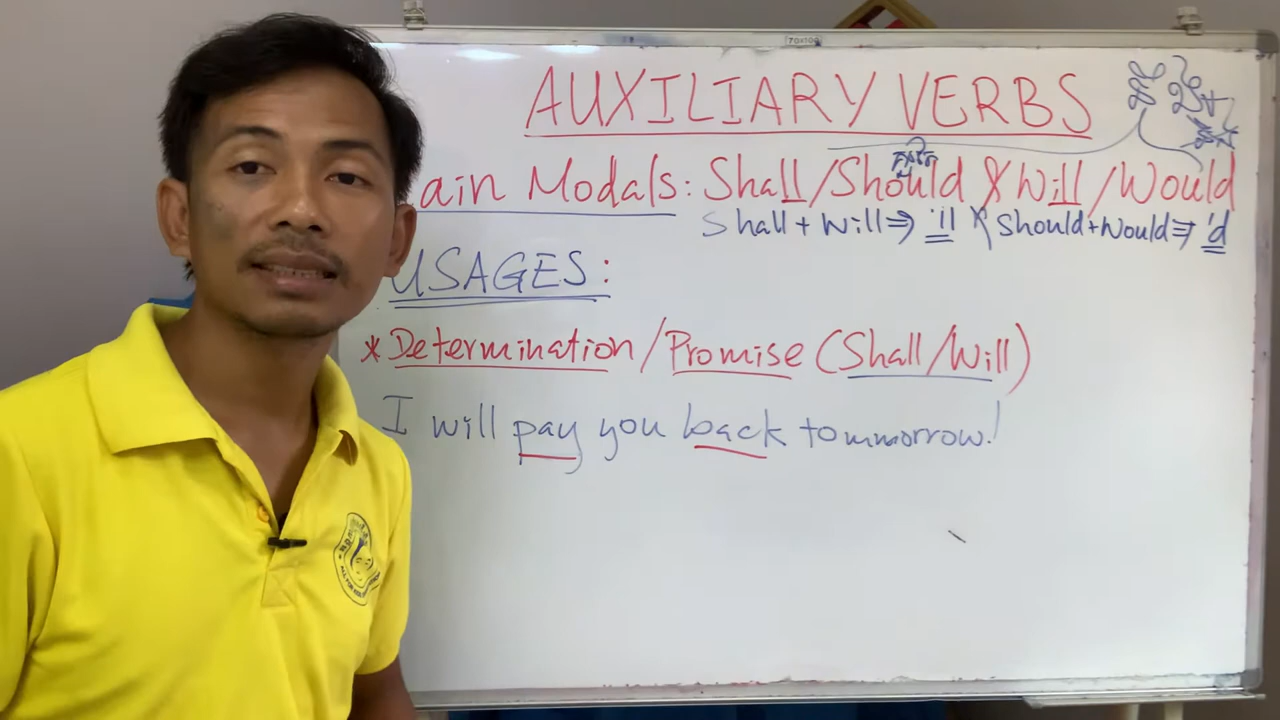 AUXILIARY VERBS
ain Modals: Shall/Should & Will/Would
Shall + Will ⇒ 'll & Should+Would⇒ 'd
USAGES:
* Determination/Promise (Shall/Will)
I will pay you back tommorrow!
70x100